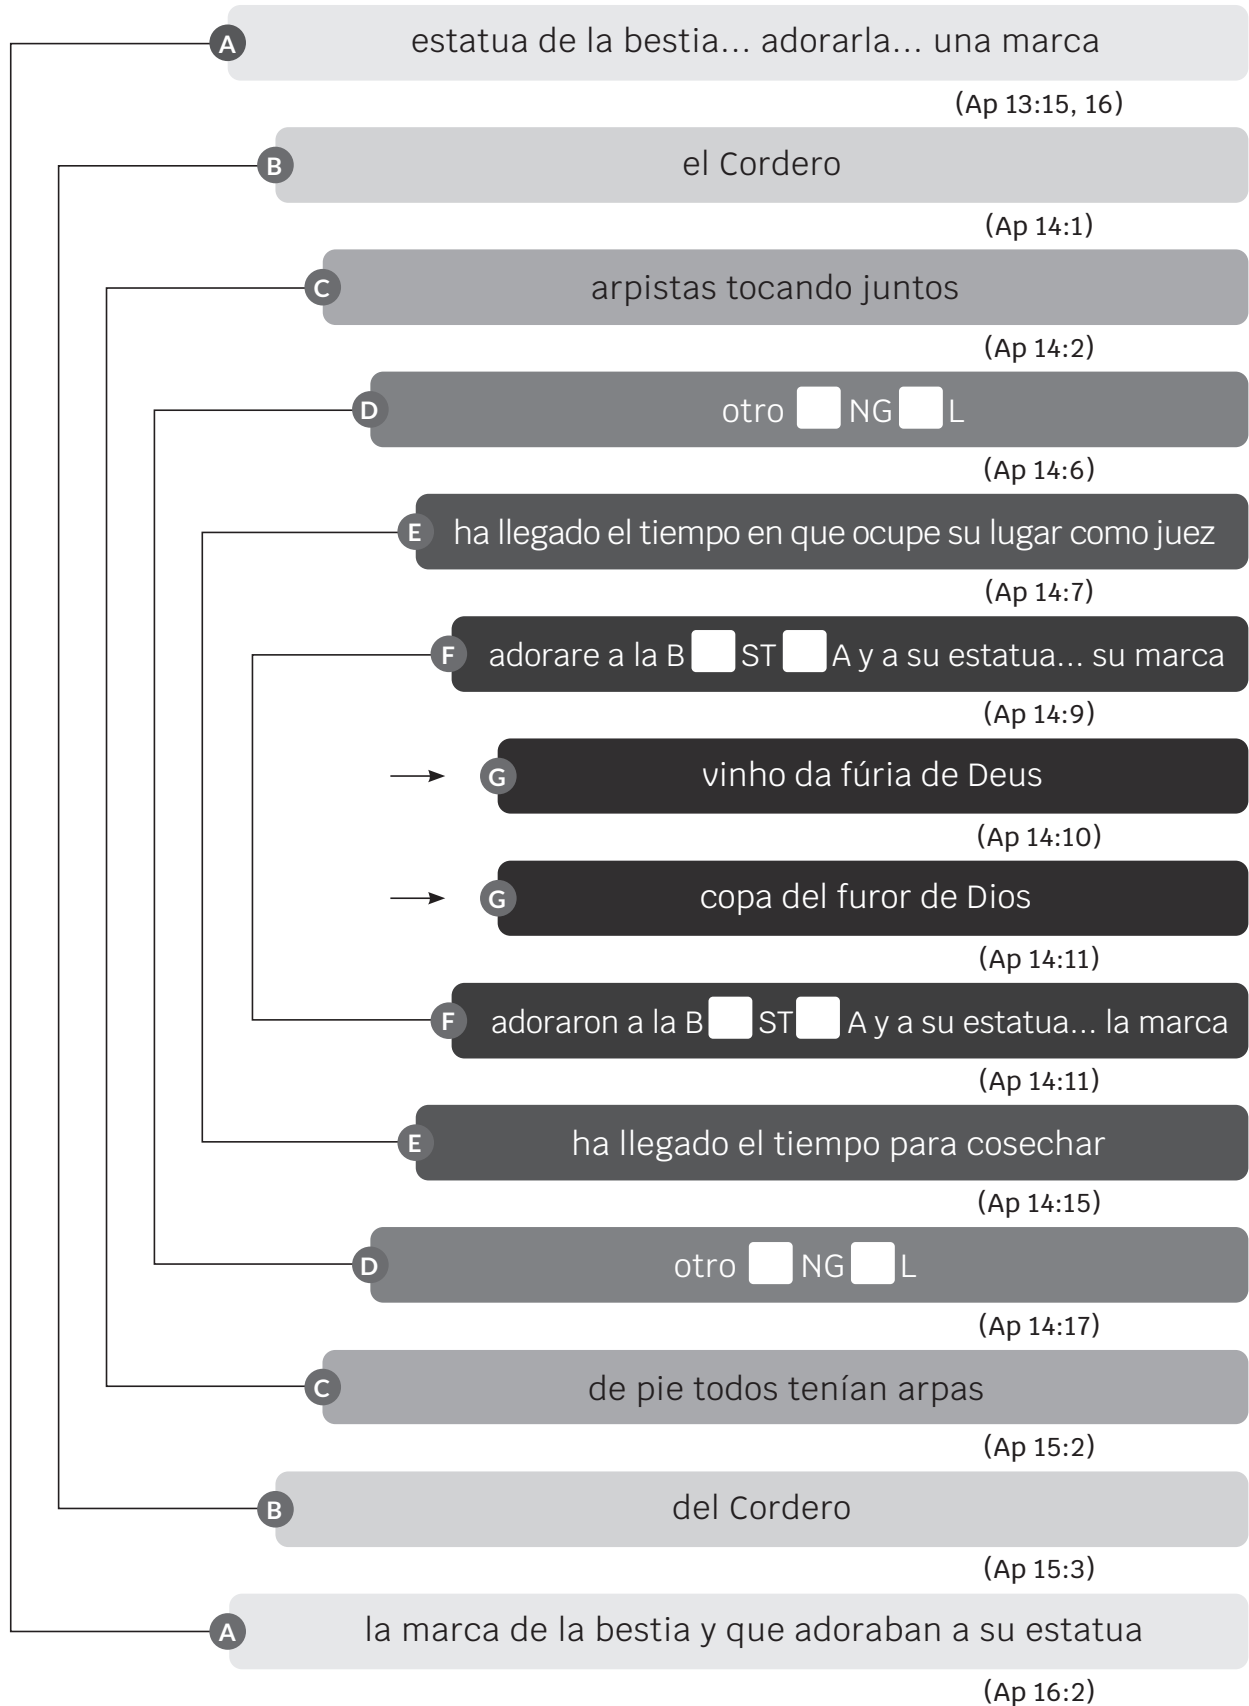 A estatua de la bestia... adorarla... una marca
(Ap 13:15, 16)
B el Cordero
(Ap 14:1)
C arpistas tocando juntos
(Ap 14:2)
D otro NG L
(Ap 14:6)
E ha llegado el tiempo en que ocupe su lugar como juez
(Ap 14:7)
F adorare a la B ST A y a su estatua... su marca
(Ap 14:9)
G vinho da fúria de Deus
(Ap 14:10)
G copa del furor de Dios
(Ap 14:11)
F adoraron a la B ST A y a su estatua... la marca
(Ap 14:11)
E ha llegado el tiempo para cosechar
(Ap 14:15)
D otro NG L
(Ap 14:17)
C de pie todos tenían arpas
(Ap 15:2)
B del Cordero
(Ap 15:3)
A la marca de la bestia y que adoraban a su estatua
(Ap 16:2)